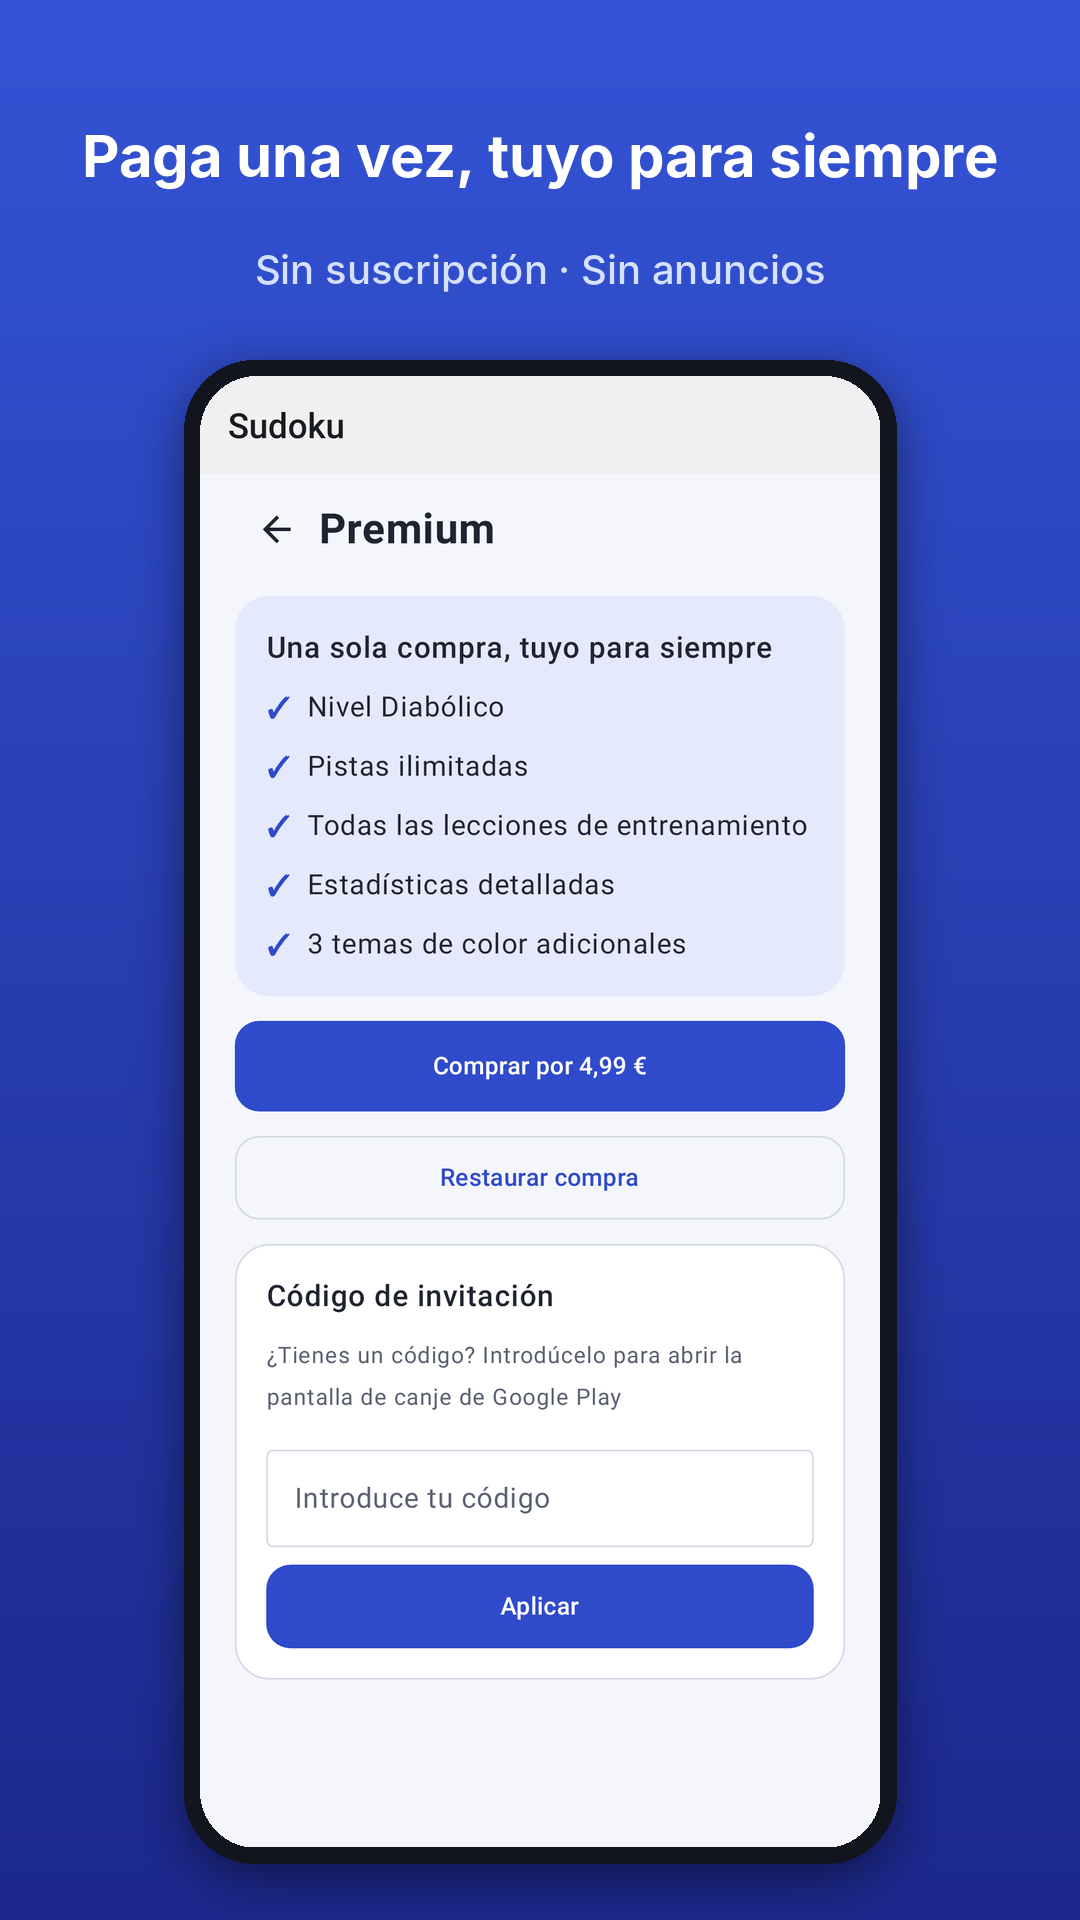 Paga una vez, tuyo para siempre
Sin suscripción · Sin anuncios
Sudoku
← Premium
Una sola compra, tuyo para siempre
✓ Nivel Diabólico
✓ Pistas ilimitadas
✓ Todas las lecciones de entrenamiento
✓ Estadísticas detalladas
✓ 3 temas de color adicionales
Comprar por 4,99 €
Restaurar compra
Código de invitación
¿Tienes un código? Introdúcelo para abrir la
pantalla de canje de Google Play
Introduce tu código
Aplicar